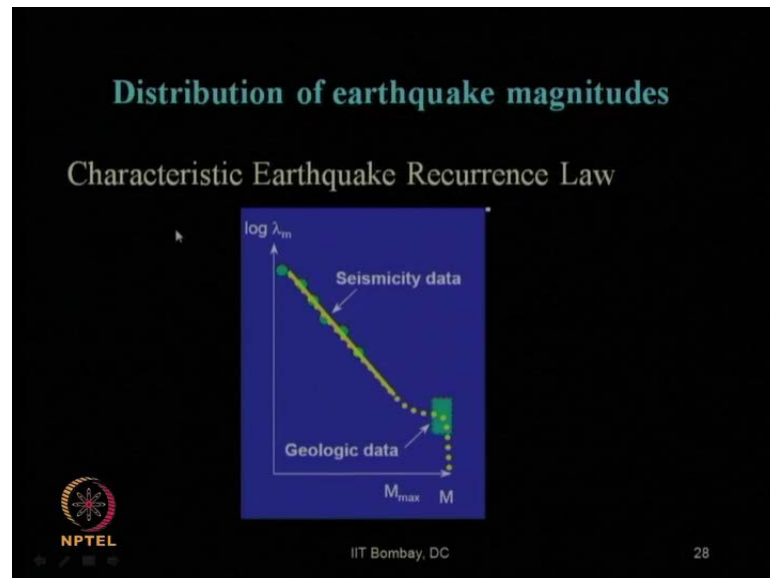 Distribution of earthquake magnitudes
Characteristic Earthquake Recurrence Law
log λm
Seismicity data
Geologic data
Mmax M
NPTEL
IIT Bombay, DC 28